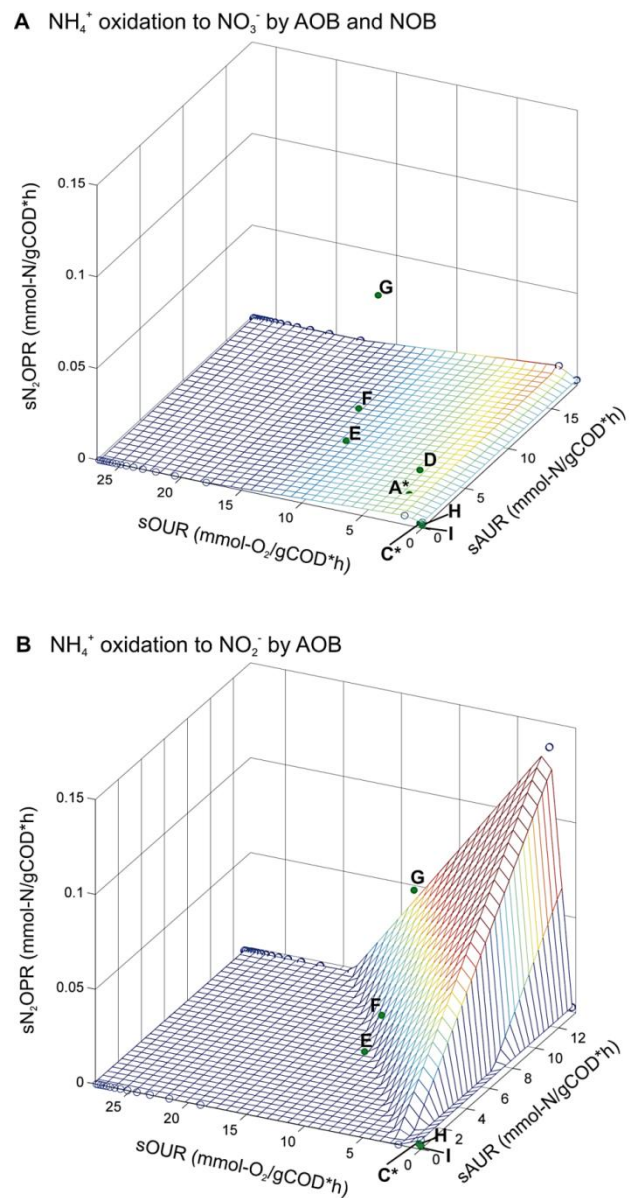 A NH₄⁺ oxidation to NO₃⁻ by AOB and NOB
0.15
0.1
0.05
0
sN₂OPR (mmol-N/gCOD*h)
G
F
E
D
A*
H
I
C*
25
20
15
10
5
0
sOUR (mmol-O₂/gCOD*h)
0
5
10
15
sAUR (mmol-N/gCOD*h)
B NH₄⁺ oxidation to NO₂⁻ by AOB
0.15
0.1
0.05
0
sN₂OPR (mmol-N/gCOD*h)
G
F
E
H
I
C*
25
20
15
10
5
0
sOUR (mmol-O₂/gCOD*h)
0
2
4
6
8
10
12
sAUR (mmol-N/gCOD*h)